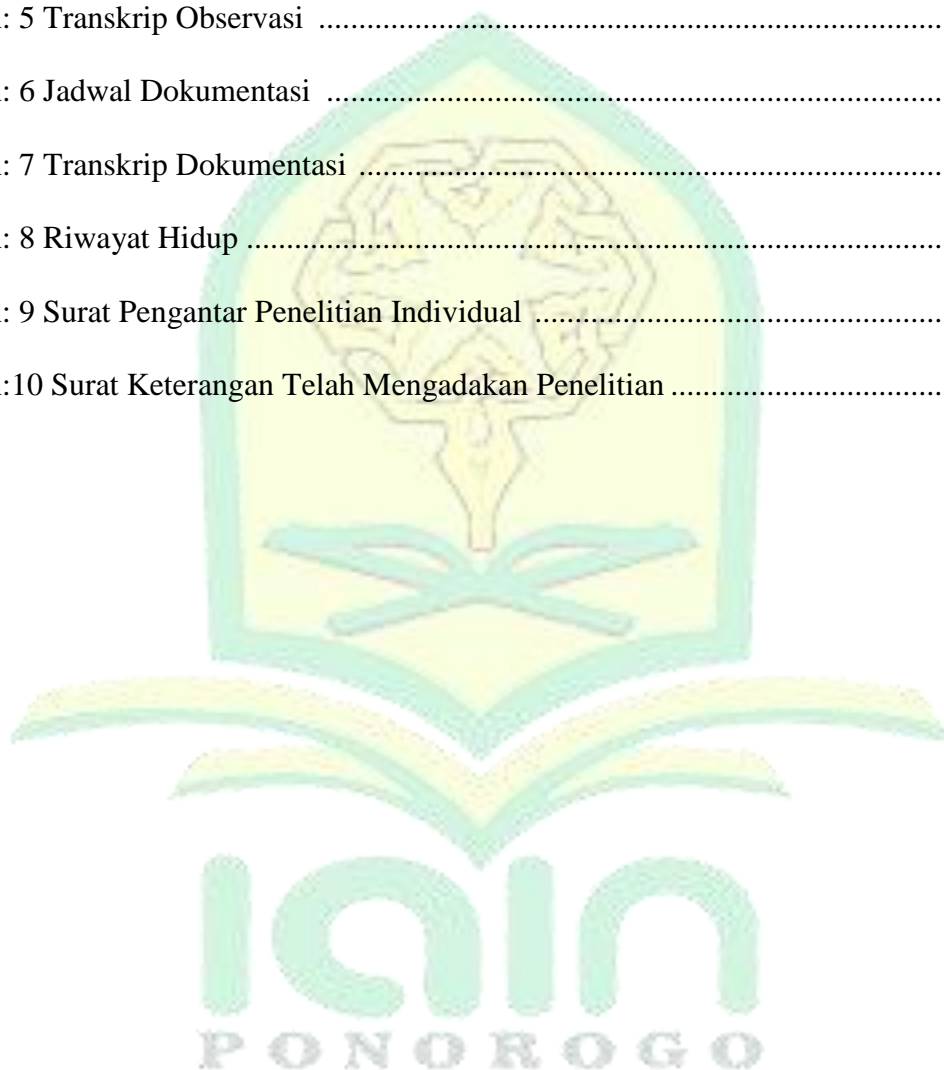 : 5 Transkrip Observasi ..............................................................................
: 6 Jadwal Dokumentasi .............................................................................
: 7 Transkrip Dokumentasi .........................................................................
: 8 Riwayat Hidup .......................................................................................
: 9 Surat Pengantar Penelitian Individual ...................................................
:10 Surat Keterangan Telah Mengadakan Penelitian ..................................
iain
PONOROGO